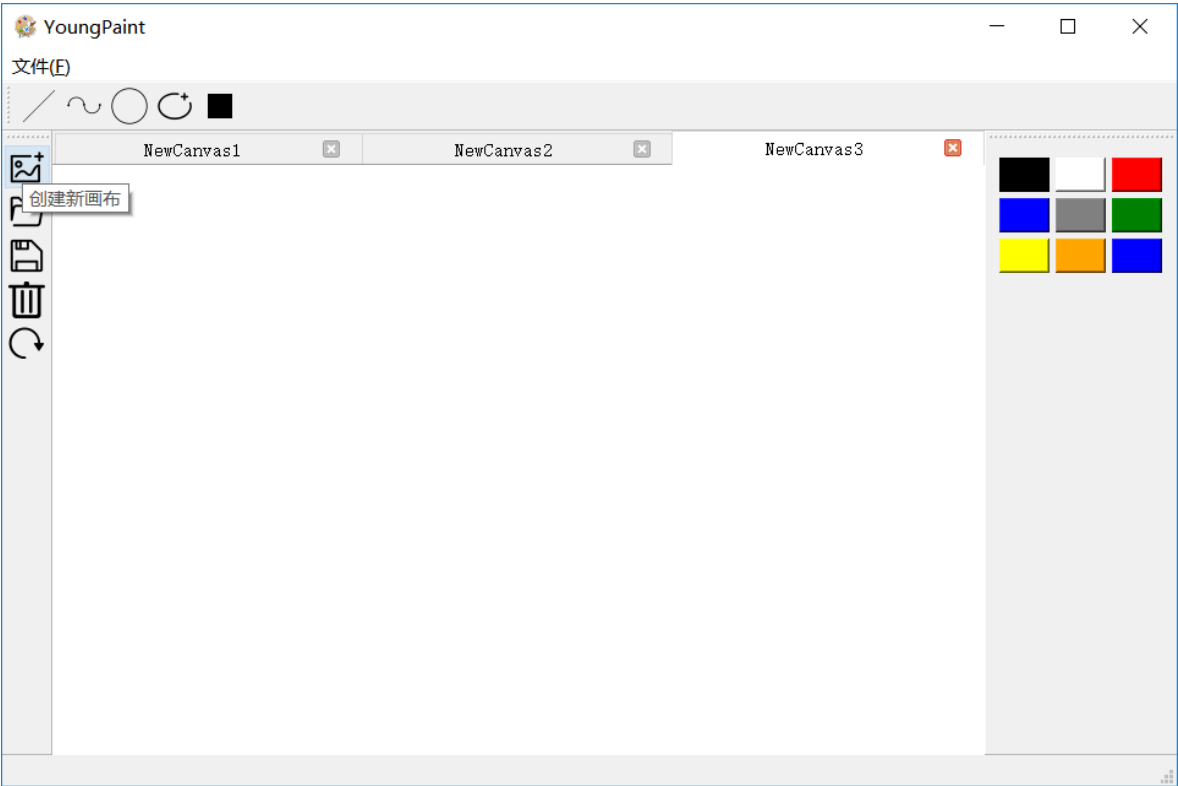 YoungPaint
文件(F)
NewCanvas1
NewCanvas2
NewCanvas3
创建新画布